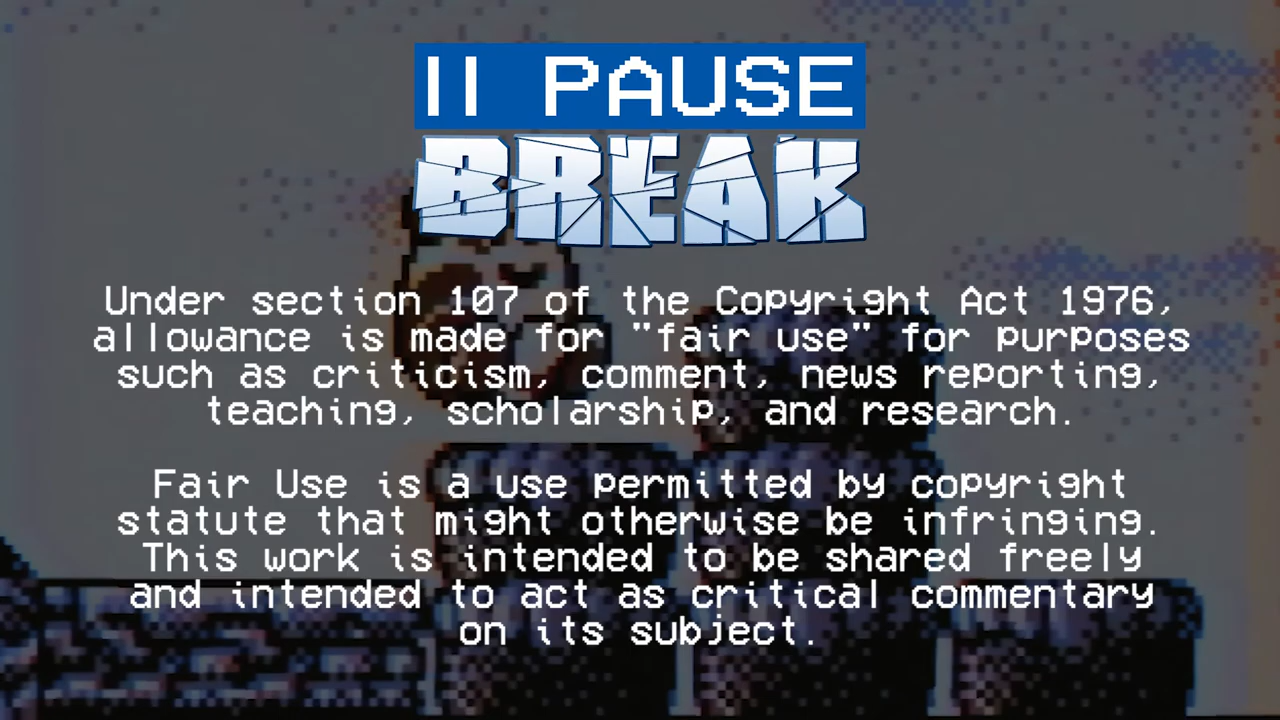 II PAUSE
BREAK
Under section 107 of the Copyright Act 1976,
allowance is made for "fair use" for purposes
such as criticism, comment, news reporting,
teaching, scholarship, and research.
Fair Use is a use permitted by copyright
statute that might otherwise be infringing.
This work is intended to be shared freely
and intended to act as critical commentary
on its subject.